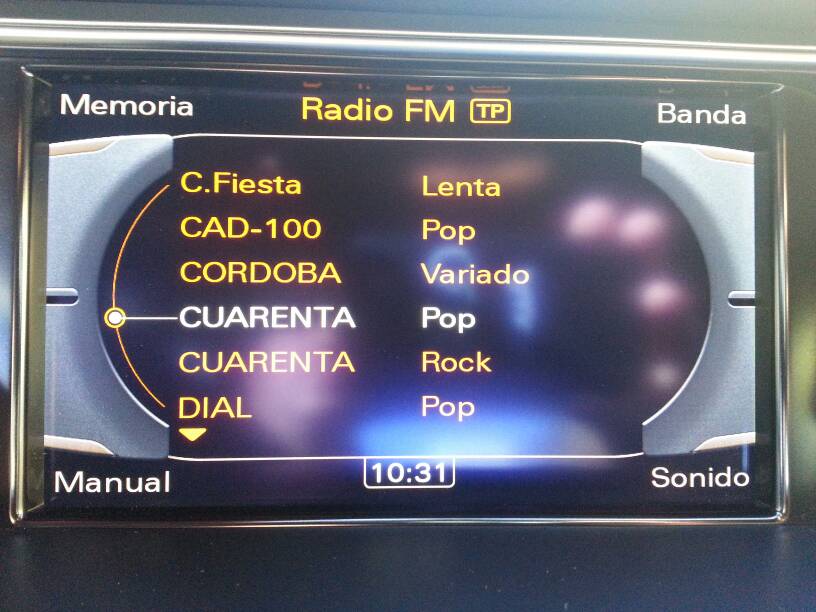 Memoria Radio FM TP Banda
C.Fiesta Lenta
CAD-100 Pop
CORDOBA Variado
CUARENTA Pop
CUARENTA Rock
DIAL Pop
Manual 10:31 Sonido